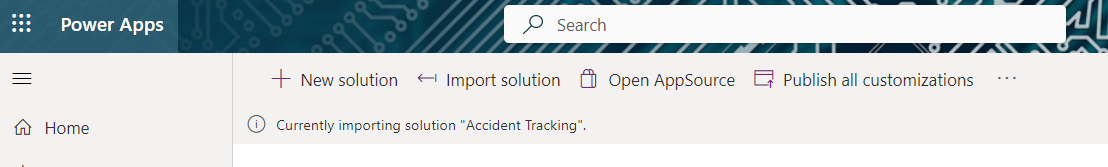 Power Apps
Search
New solution Import solution Open AppSource Publish all customizations ...
Currently importing solution "Accident Tracking".
Home